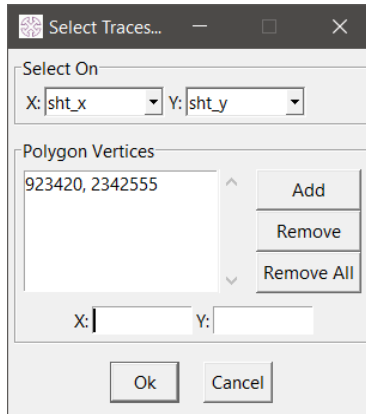 Select Traces...
Select On
X: sht_x Y: sht_y
Polygon Vertices
923420, 2342555
Add
Remove
Remove All
X: Y:
Ok Cancel